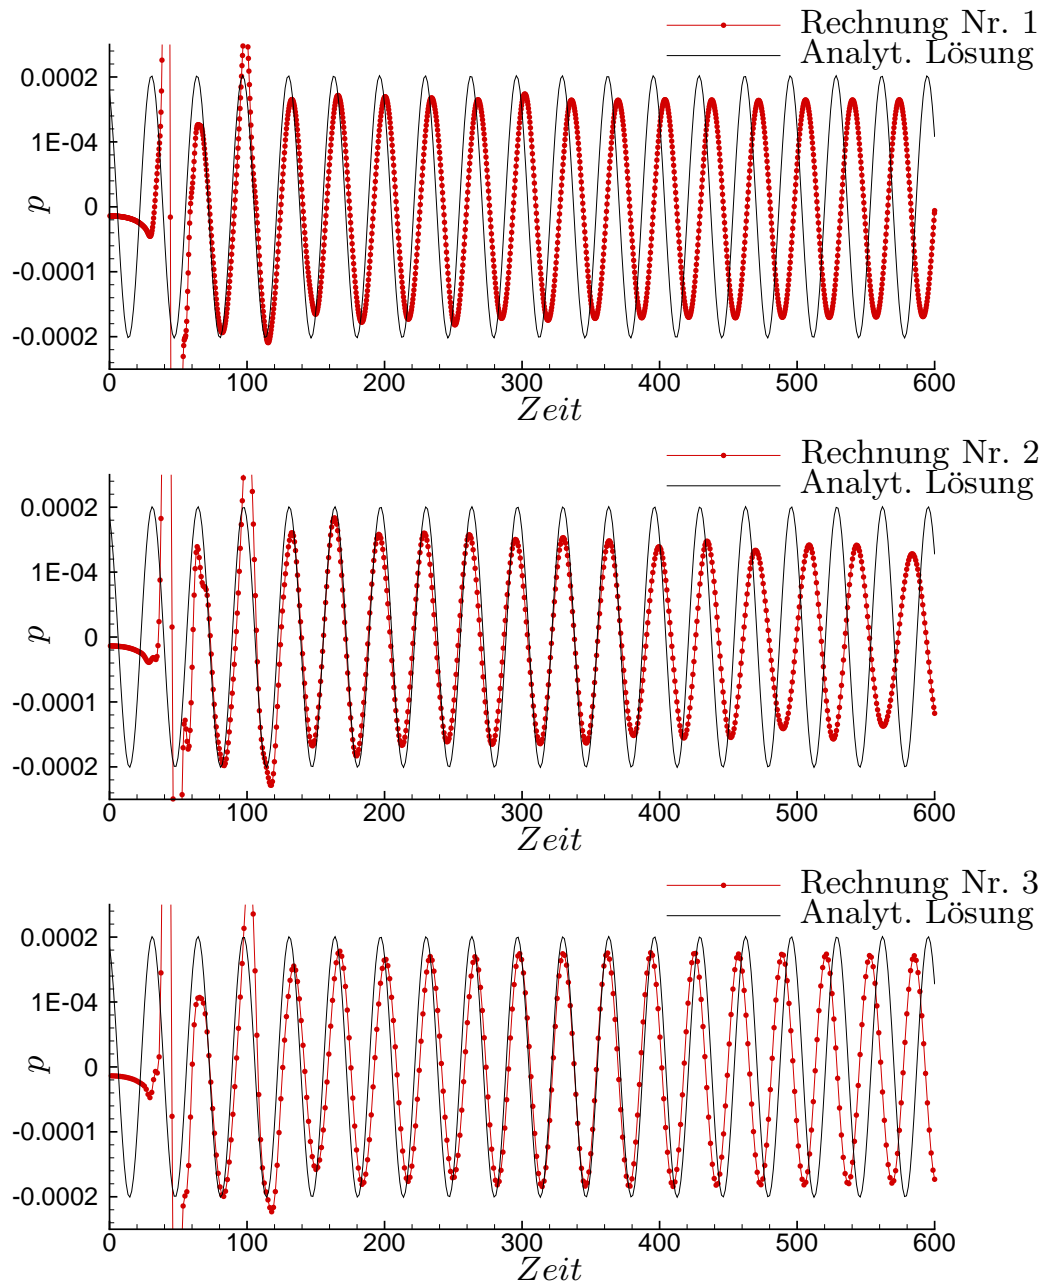 Rechnung Nr. 1
Analyt. Lösung
0.0002
1E-04
0
-0.0001
-0.0002
p
0 100 200 300 400 500 600
Zeit
Rechnung Nr. 2
Analyt. Lösung
0.0002
1E-04
0
-0.0001
-0.0002
p
0 100 200 300 400 500 600
Zeit
Rechnung Nr. 3
Analyt. Lösung
0.0002
1E-04
0
-0.0001
-0.0002
p
0 100 200 300 400 500 600
Zeit